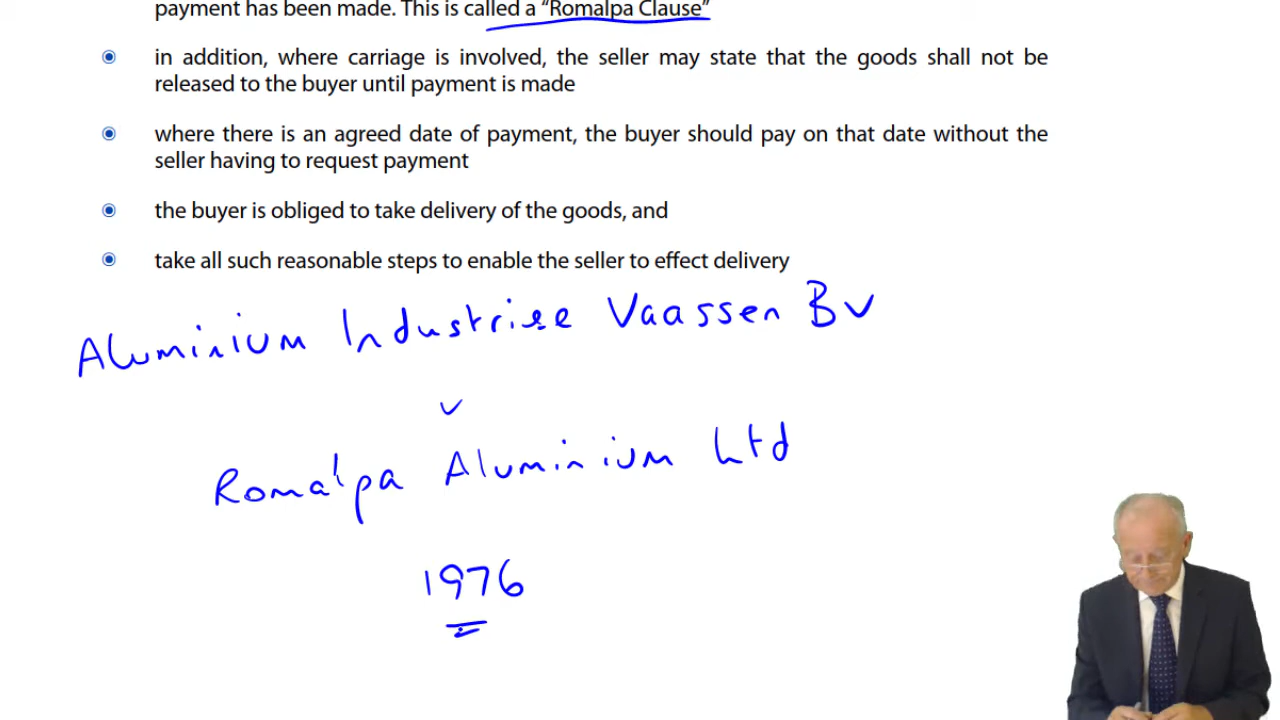 payment has been made. This is called a “Romalpa Clause”
in addition, where carriage is involved, the seller may state that the goods shall not be
released to the buyer until payment is made
where there is an agreed date of payment, the buyer should pay on that date without the
seller having to request payment
the buyer is obliged to take delivery of the goods, and
take all such reasonable steps to enable the seller to effect delivery
Aluminium Industrise Vaassen BV
v
Romalpa Aluminium Ltd
1976